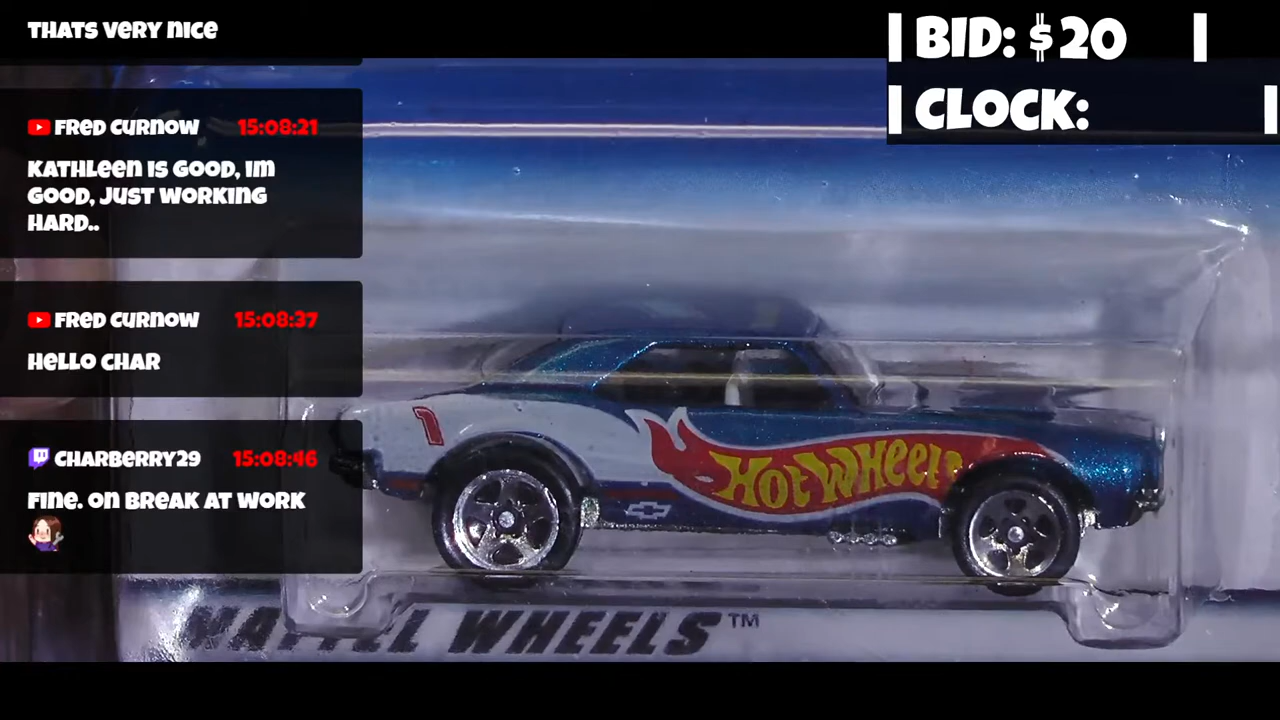 THATS VERY NICE
| BID: $20 |
| CLOCK: |
FRED CURNOW 15:08:21
KATHLEEN IS GOOD, IM
GOOD, JUST WORKING
HARD..
FRED CURNOW 15:08:37
HELLO CHAR
CHARBERRY29 15:08:46
FINE. ON BREAK AT WORK
1
HOT WHEELS
MATTEL WHEELS™